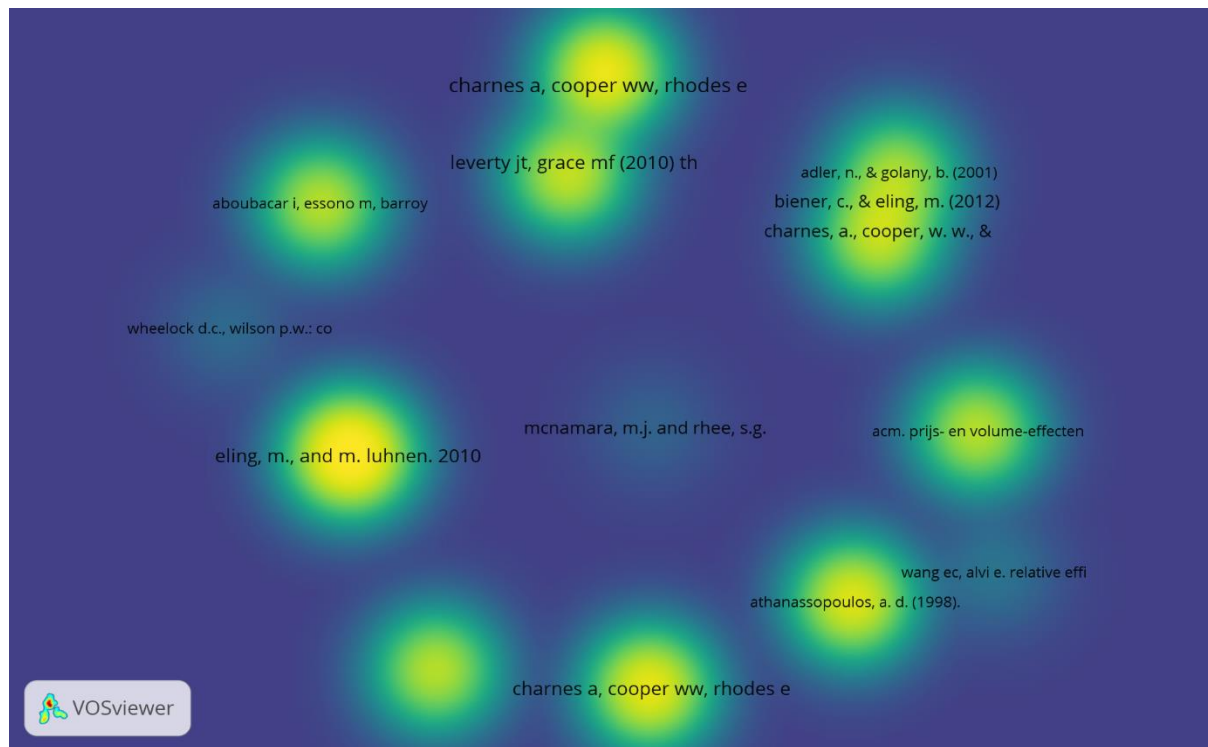 charnes a, cooper ww, rhodes e
leverty jt, grace mf (2010) th
adler, n., & golany, b. (2001)
aboubacar i, essono m, barroy
biener, c., & eling, m. (2012)
charnes, a., cooper, w. w., &
wheelock d.c., wilson p.w.: co
mcnamara, m.j. and rhee, s.g.
acm. prijs- en volume-effecten
eling, m., and m. luhnen. 2010
wang ec, alvi e. relative effi
athanassopoulos, a. d. (1998).
charnes a, cooper ww, rhodes e
VOSviewer